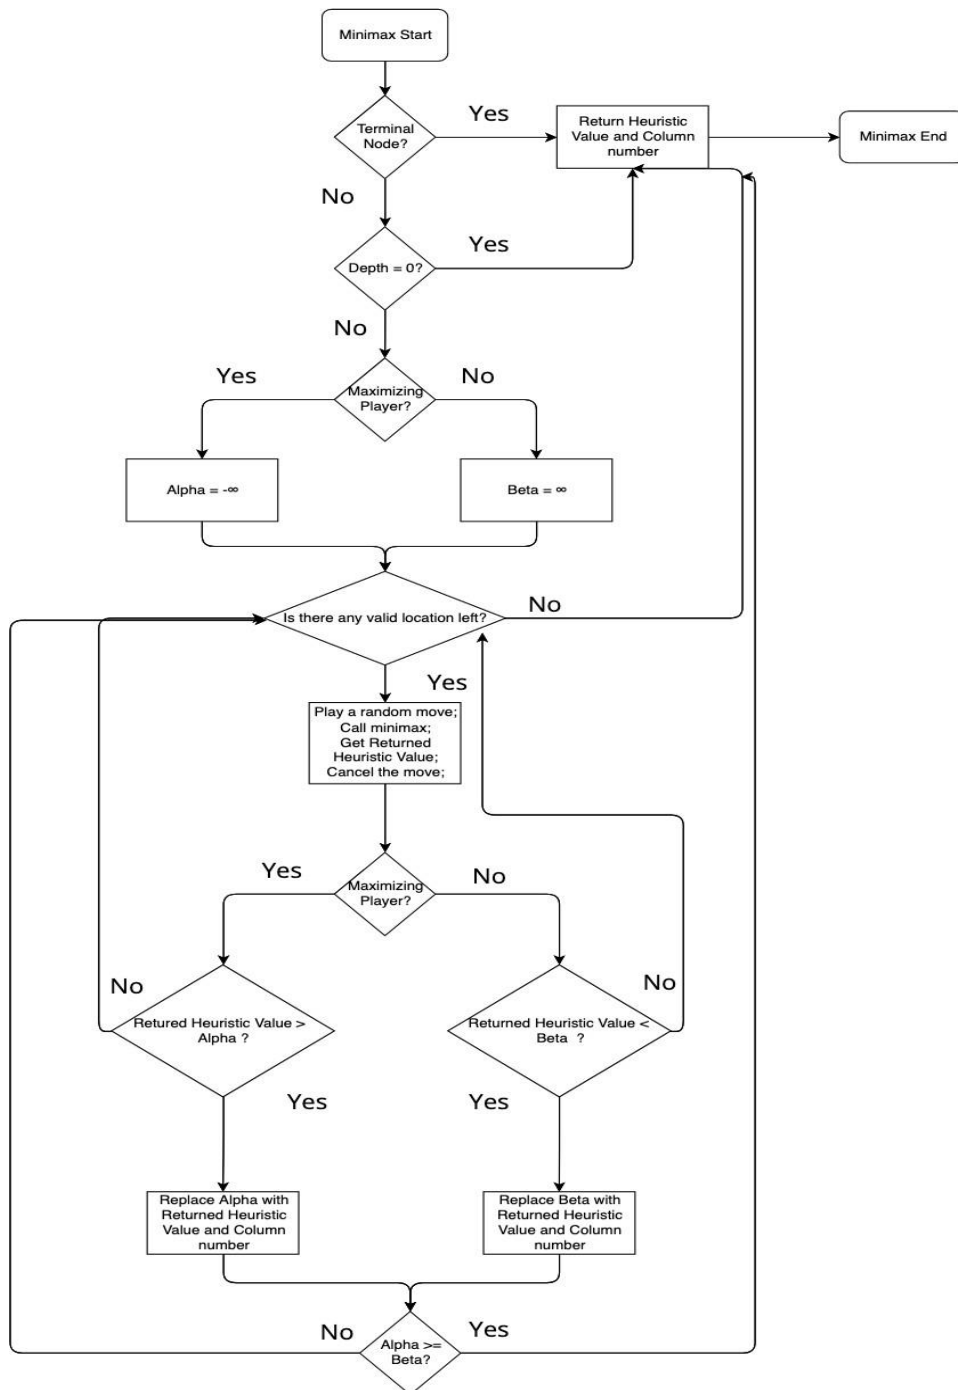 Minimax Start
Terminal
Node?
Yes
Return Heuristic
Value and Column
number
Minimax End
No
Depth = 0?
Yes
No
Yes
Maximizing
Player?
No
Alpha = -∞
Beta = ∞
Is there any valid location left?
No
Yes
Play a random move;
Call minimax;
Get Returned
Heuristic Value;
Cancel the move;
Yes
Maximizing
Player?
No
No
Retured Heuristic Value >
Alpha ?
Returned Heuristic Value <
Beta ?
No
Yes
Yes
Replace Alpha with
Returned Heuristic
Value and Column
number
Replace Beta with
Returned Heuristic
Value and Column
number
No
Alpha >=
Beta?
Yes